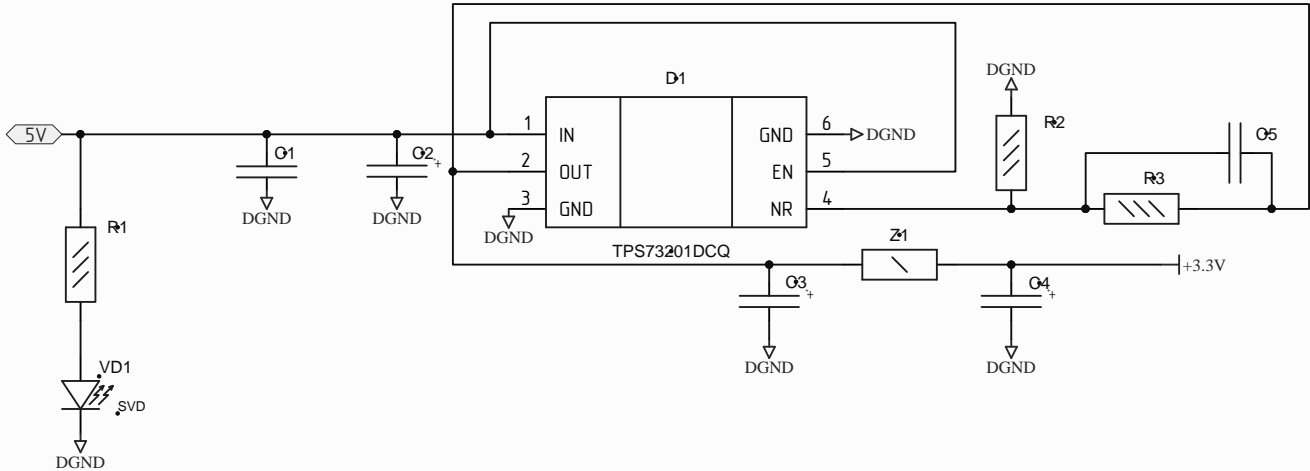 D1
DGND
5V
1 IN
GND 6 DGND
R2
C1
C2 +
2 OUT
EN 5
C5
3 GND
NR 4
R3
DGND
DGND
DGND
R1
TPS73201DCQ
Z1
+3.3V
C3 +
C4 +
VD1
DGND
DGND
SVD
DGND